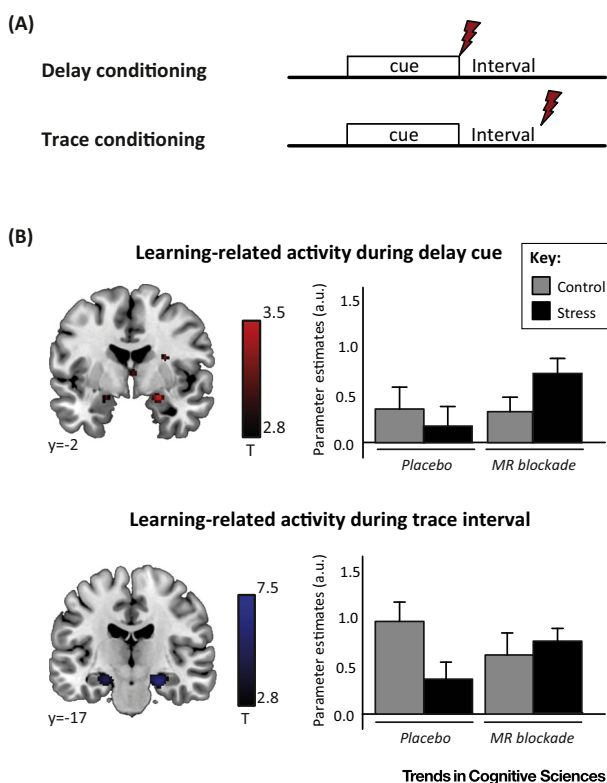 (A)
Delay conditioning
cue
Interval
Trace conditioning
cue
Interval
(B)
Learning-related activity during delay cue
Key:
Control
Stress
3.5
2.8
T
y=-2
Parameter estimates (a.u.)
1.5
1.0
0.5
0.0
Placebo
MR blockade
Learning-related activity during trace interval
7.5
2.8
T
y=-17
Parameter estimates (a.u.)
1.5
1.0
0.5
0.0
Placebo
MR blockade
Trends in Cognitive Sciences